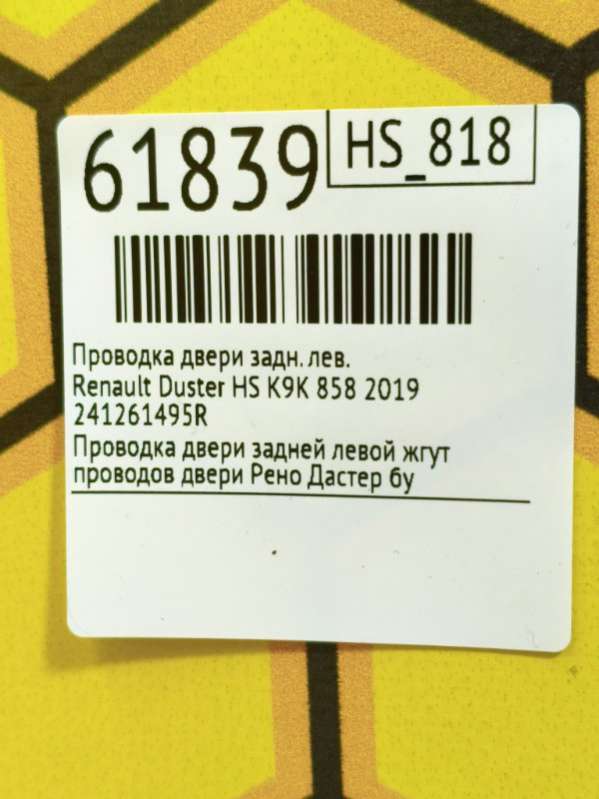 61839
HS_818
Проводка двери задн. лев.
Renault Duster HS K9K 858 2019
241261495R
Проводка двери задней левой жгут
проводов двери Рено Дастер бу